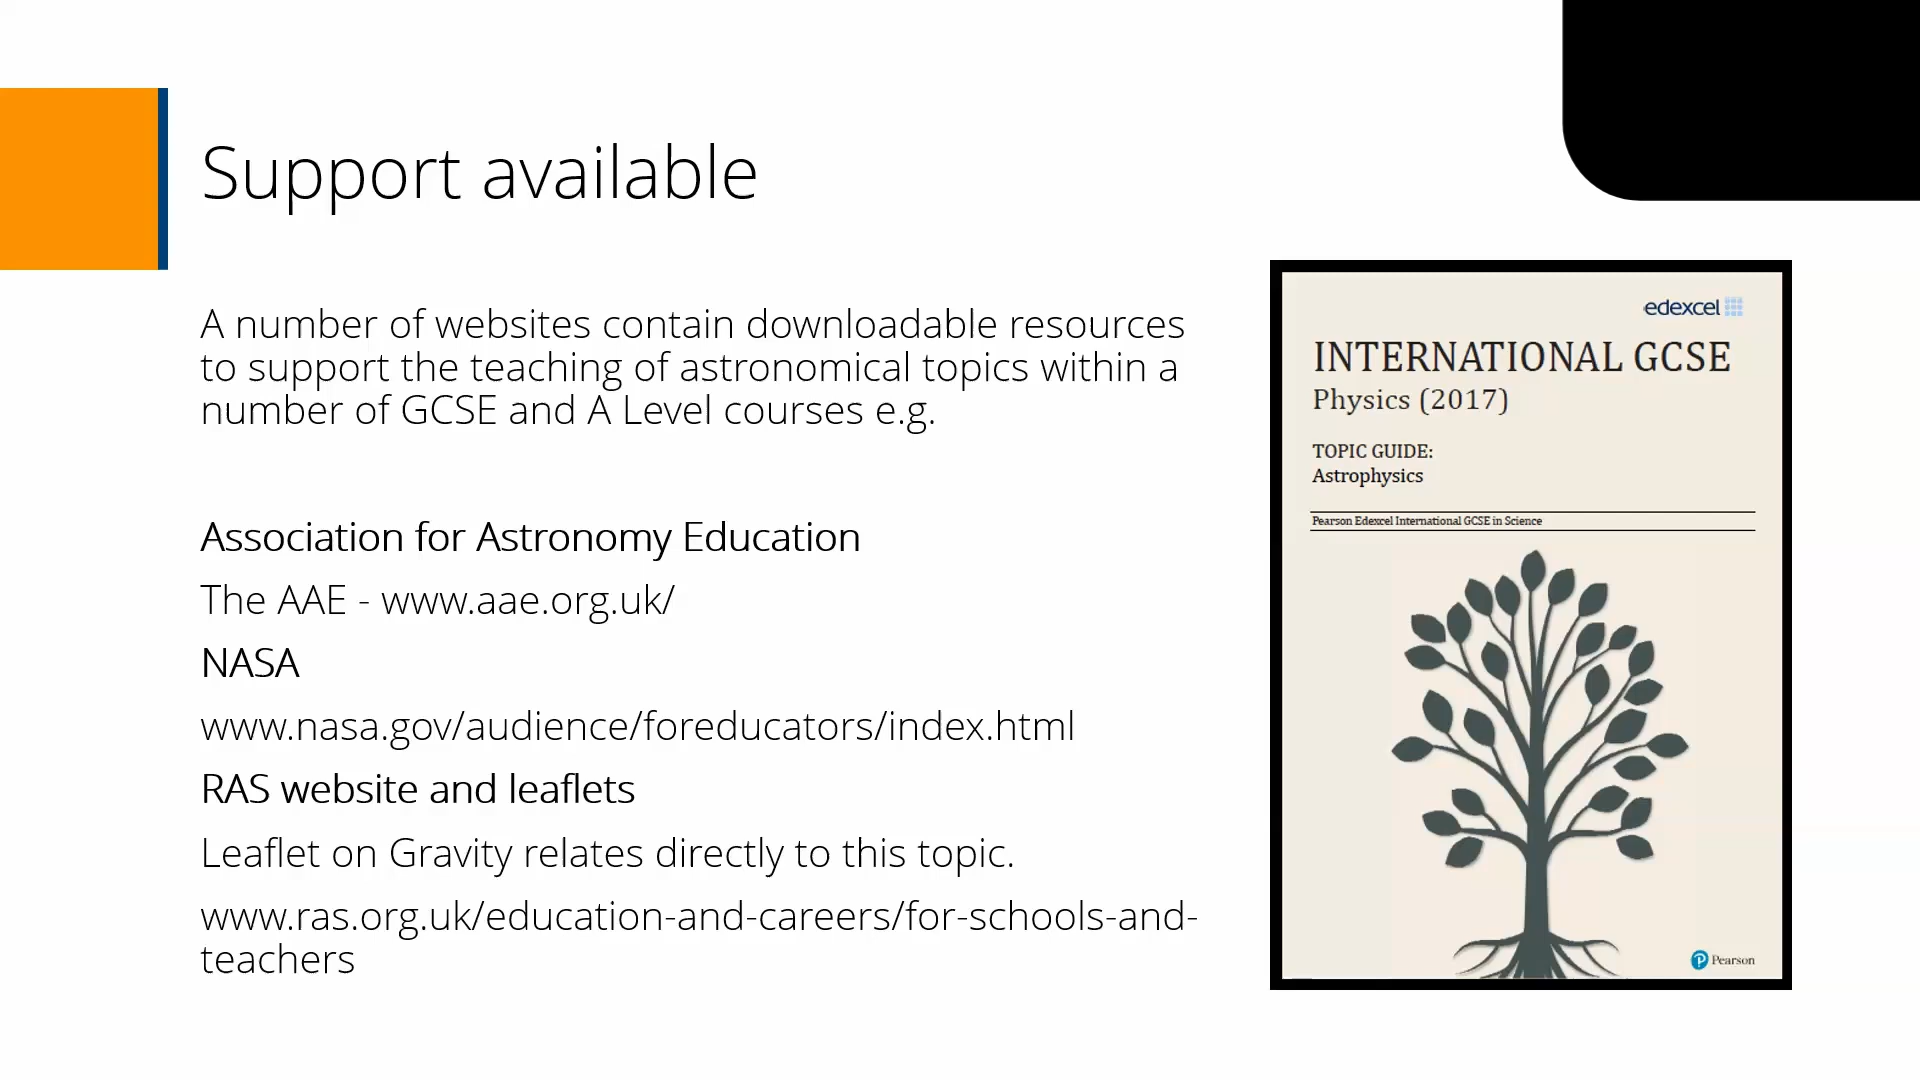 Support available
A number of websites contain downloadable resources
to support the teaching of astronomical topics within a
number of GCSE and A Level courses e.g.
Association for Astronomy Education
The AAE - www.aae.org.uk/
NASA
www.nasa.gov/audience/foreducators/index.html
RAS website and leaflets
Leaflet on Gravity relates directly to this topic.
www.ras.org.uk/education-and-careers/for-schools-and-
teachers
edexcel
INTERNATIONAL GCSE
Physics (2017)
TOPIC GUIDE:
Astrophysics
Pearson Edexcel International GCSE in Science
Pearson